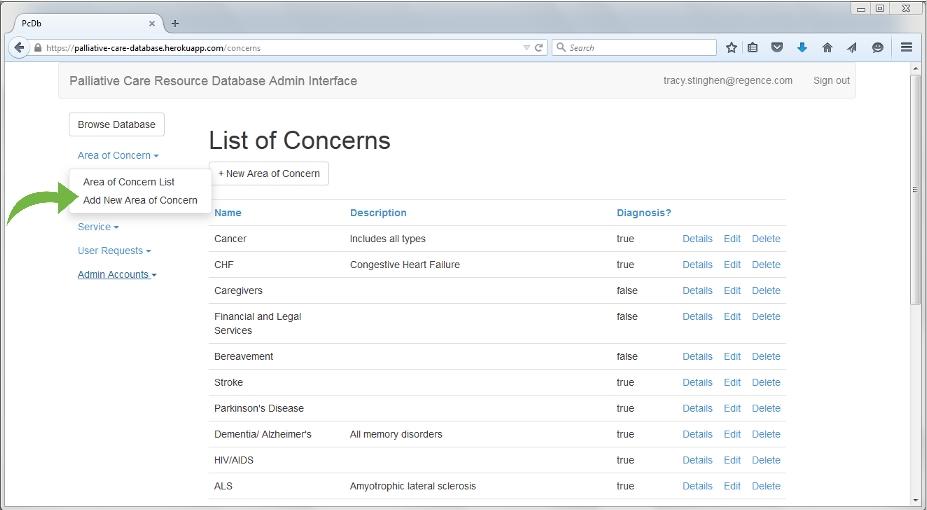 PcDb
https://palliative-care-database.herokuapp.com/concerns
Search
Palliative Care Resource Database Admin Interface
tracy.stinghen@regence.com
Sign out
Browse Database
Area of Concern
Area of Concern List
Add New Area of Concern
Service
User Requests
Admin Accounts
List of Concerns
+ New Area of Concern
Name Description Diagnosis?
Cancer Includes all types true Details Edit Delete
CHF Congestive Heart Failure true Details Edit Delete
Caregivers false Details Edit Delete
Financial and Legal false Details Edit Delete
Services
Bereavement false Details Edit Delete
Stroke true Details Edit Delete
Parkinson's Disease true Details Edit Delete
Dementia/ Alzheimer's All memory disorders true Details Edit Delete
HIV/AIDS true Details Edit Delete
ALS Amyotrophic lateral sclerosis true Details Edit Delete